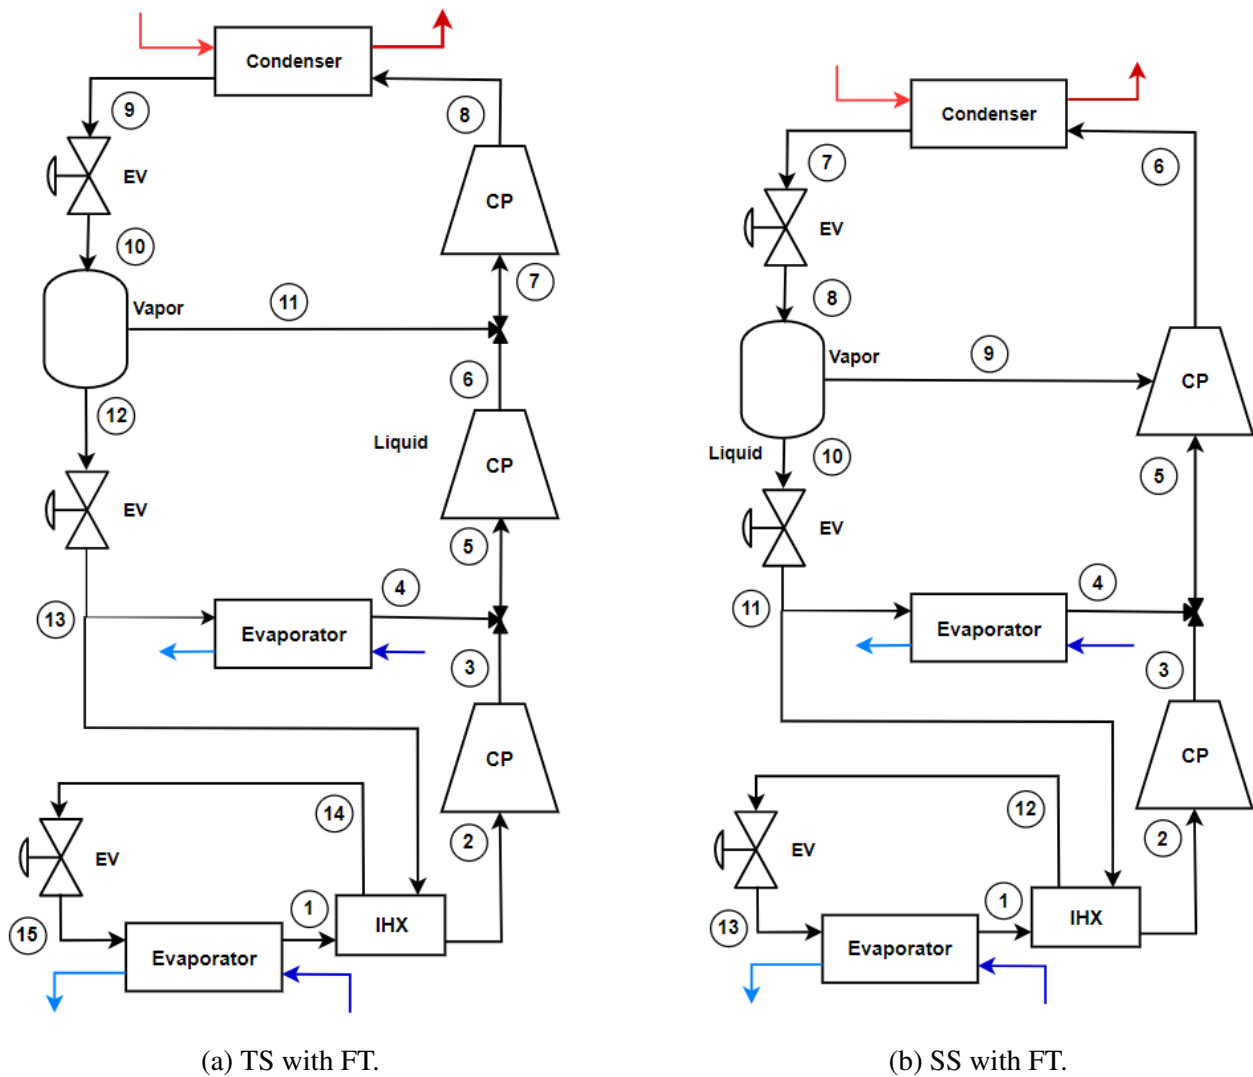 Condenser
9
8
EV
CP
10
7
Vapor
11
6
12
Liquid
CP
EV
5
4
13
Evaporator
3
CP
14
2
EV
1
IHX
15
Evaporator
(a) TS with FT.
Condenser
7
6
EV
8
Vapor
9
CP
Liquid
10
5
EV
4
11
Evaporator
3
CP
12
2
EV
1
IHX
13
Evaporator
(b) SS with FT.